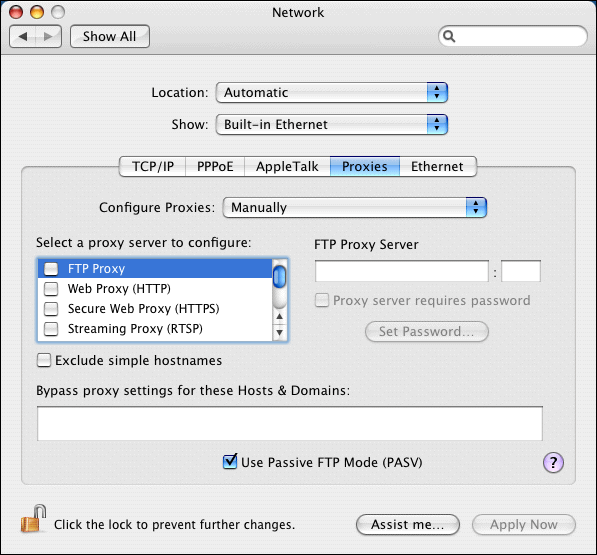 Network
Show All
Location: Automatic
Show: Built-in Ethernet
TCP/IP PPPoE AppleTalk Proxies Ethernet
Configure Proxies: Manually
Select a proxy server to configure:
FTP Proxy
Web Proxy (HTTP)
Secure Web Proxy (HTTPS)
Streaming Proxy (RTSP)
FTP Proxy Server
:
Proxy server requires password
Set Password...
Exclude simple hostnames
Bypass proxy settings for these Hosts & Domains:
Use Passive FTP Mode (PASV)
?
Click the lock to prevent further changes.
Assist me...
Apply Now